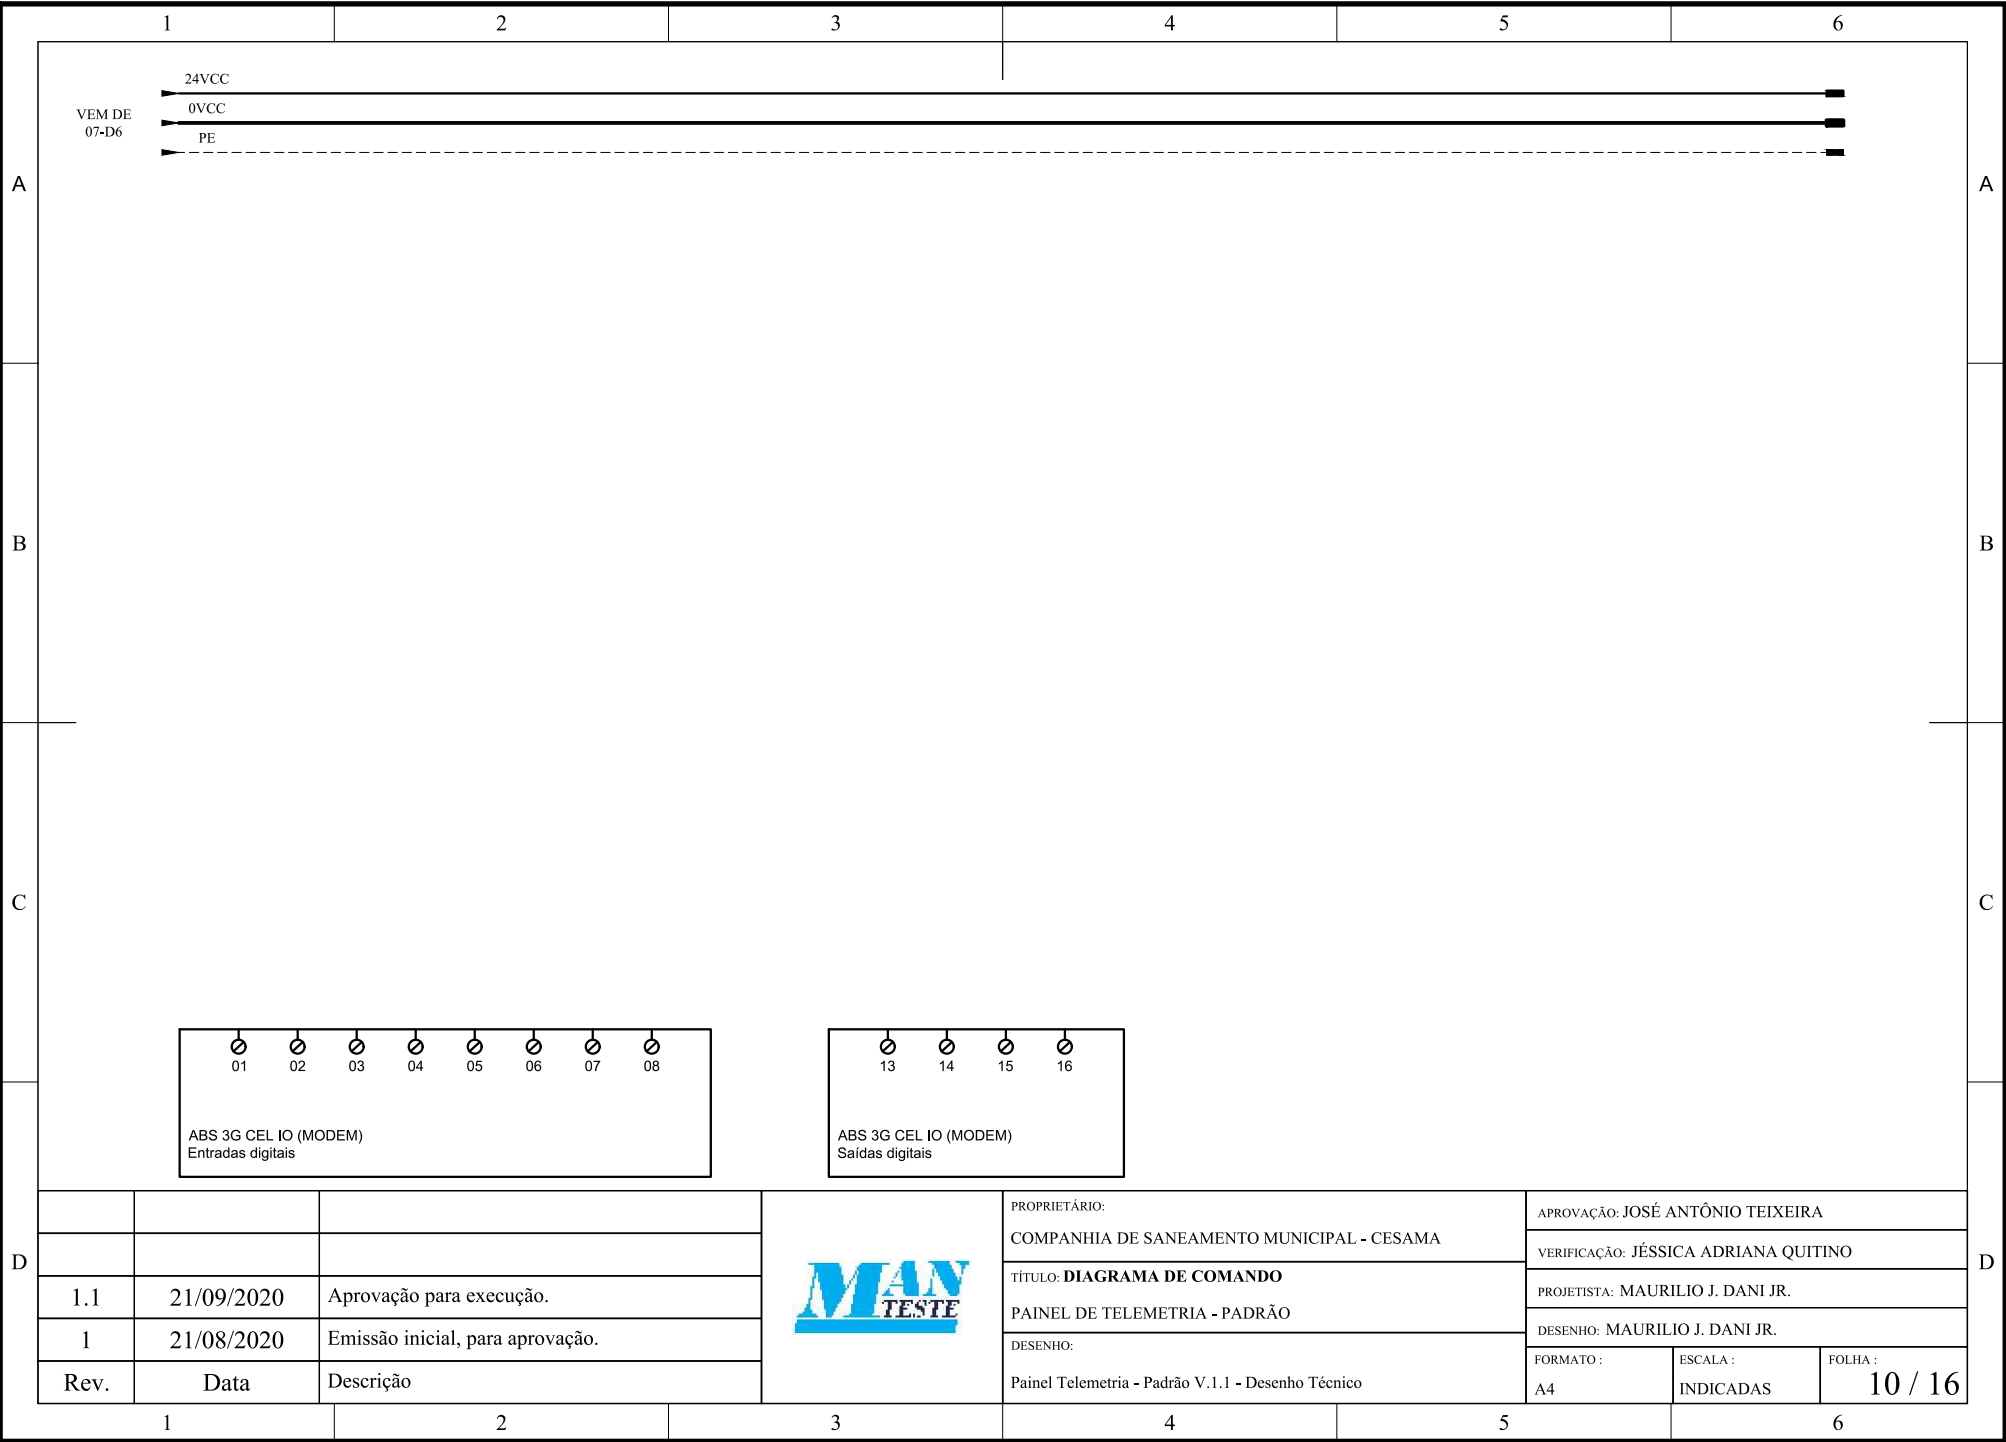 1 2 3 4 5 6
24VCC
VEM DE
07-D6
0VCC
PE
A A
B B
C C
01 02 03 04 05 06 07 08
ABS 3G CEL IO (MODEM)
Entradas digitais
13 14 15 16
ABS 3G CEL IO (MODEM)
Saídas digitais
D D
1.1 21/09/2020 Aprovação para execução.
1 21/08/2020 Emissão inicial, para aprovação.
Rev. Data Descrição
MAN
TESTE
PROPRIETÁRIO:
COMPANHIA DE SANEAMENTO MUNICIPAL - CESAMA
TÍTULO: DIAGRAMA DE COMANDO
PAINEL DE TELEMETRIA - PADRÃO
DESENHO:
Painel Telemetria - Padrão V.1.1 - Desenho Técnico
APROVAÇÃO: JOSÉ ANTÔNIO TEIXEIRA
VERIFICAÇÃO: JÉSSICA ADRIANA QUITINO
PROJETISTA: MAURILIO J. DANI JR.
DESENHO: MAURILIO J. DANI JR.
FORMATO :
A4
ESCALA :
INDICADAS
FOLHA :
10 / 16
1 2 3 4 5 6